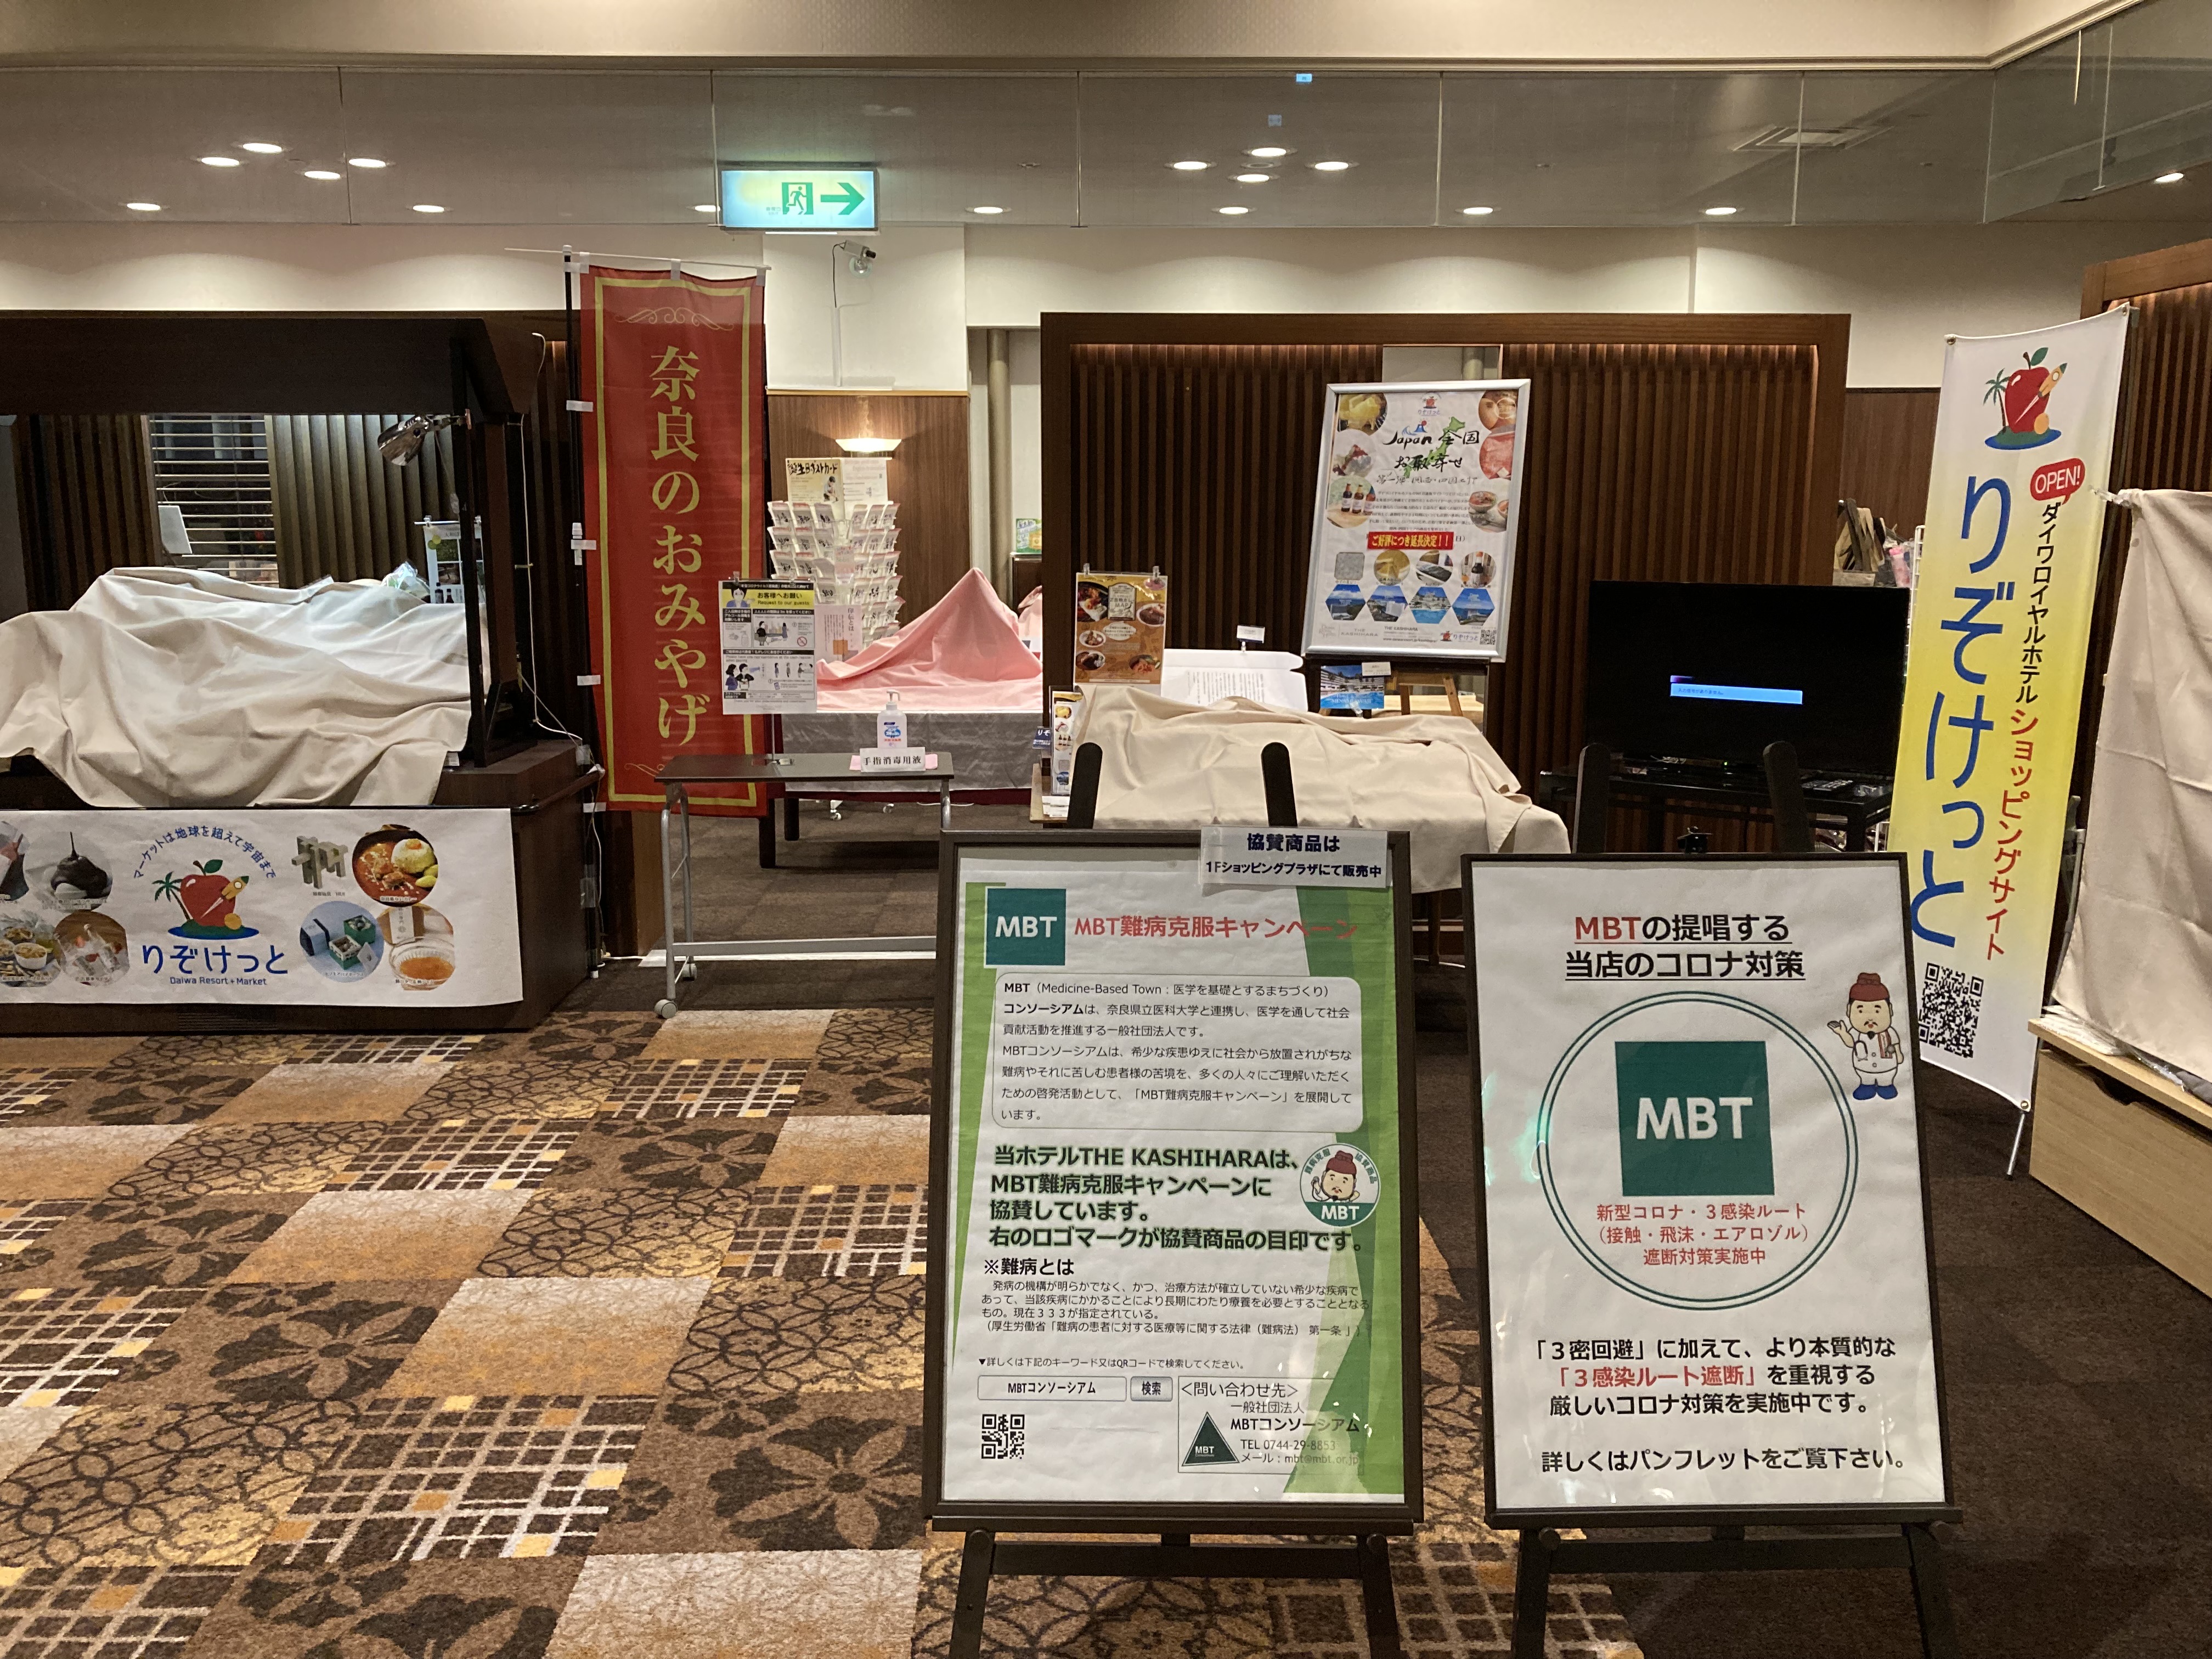 奈良のおみやげ
お客様へお願い
Request to our guests
手指消毒用液
Japan 全国
お取寄せ
ご好評につき延長決定!!
りぞけっと
OPEN!
ダイワロイヤルホテル ショッピングサイト
りぞけっと
マーケットは地球を超えて宇宙まで
りぞけっと
Daiwa Resort + Market
協賛商品は
1Fショッピングプラザにて販売中
MBT
MBT難病克服キャンペーン
MBT（Medicine-Based Town：医学を基礎とするまちづくり）
コンソーシアムは、奈良県立医科大学と連携し、医学を通して社会
貢献活動を推進する一般社団法人です。
MBTコンソーシアムは、希少な疾患ゆえに社会から放置されがちな
難病やそれに苦しむ患者様の苦境を、多くの人々にご理解いただく
ための啓発活動として、「MBT難病克服キャンペーン」を展開して
います。
当ホテルTHE KASHIHARAは、
MBT難病克服キャンペーンに
協賛しています。
右のロゴマークが協賛商品の目印です。
難病克服 協賛商品
MBT
※難病とは
発病の機構が明らかでなく、かつ、治療方法が確立していない希少な疾病で
あって、当該疾病にかかることにより長期にわたり療養を必要とすることとなる
もの。現在３３３が指定されている。
（厚生労働省「難病の患者に対する医療等に関する法律（難病法） 第一条 」）
▼詳しくは下記のキーワード又はQRコードで検索してください。
MBTコンソーシアム 検索
＜問い合わせ先＞
一般社団法人
MBTコンソーシアム
MBT
TEL 0744-29-8853
メール：mbt@mbt.or.jp
MBTの提唱する
当店のコロナ対策
MBT
新型コロナ・３感染ルート
（接触・飛沫・エアロゾル）
遮断対策実施中
「３密回避」に加えて、より本質的な
「３感染ルート遮断」を重視する
厳しいコロナ対策を実施中です。
詳しくはパンフレットをご覧下さい。